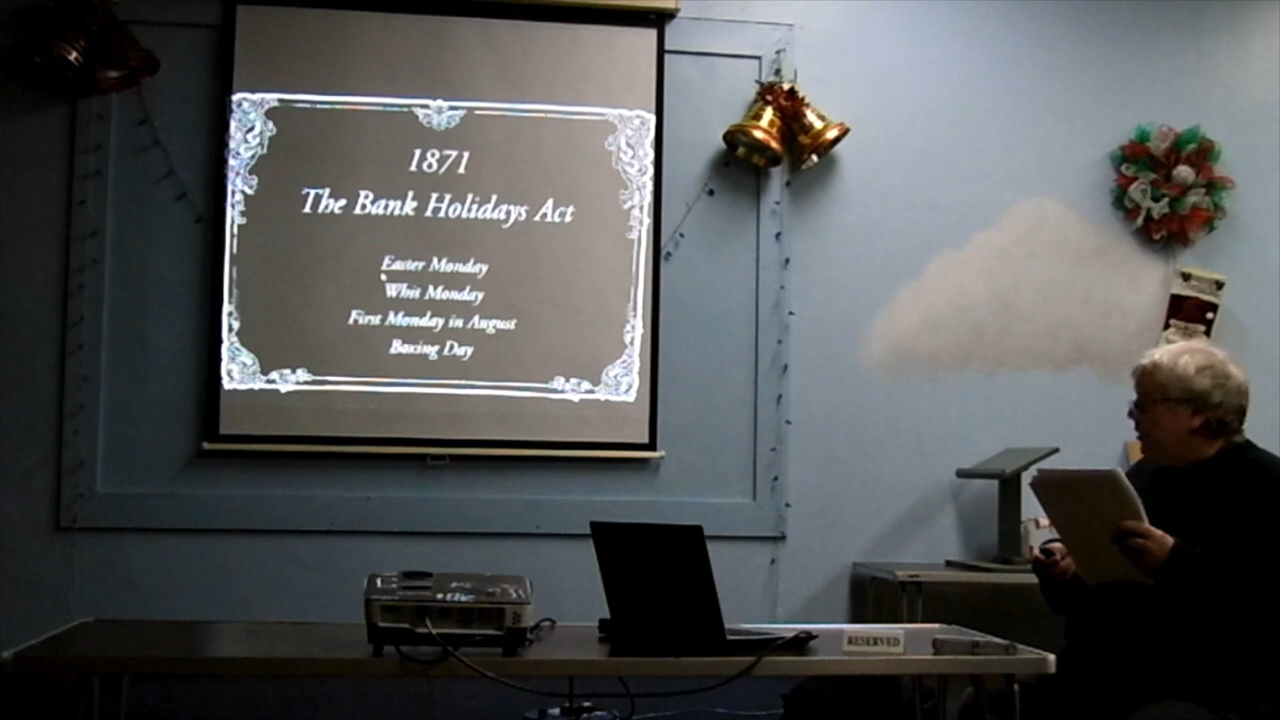 1871
The Bank Holidays Act
Easter Monday
Whit Monday
First Monday in August
Boxing Day
RESERVED